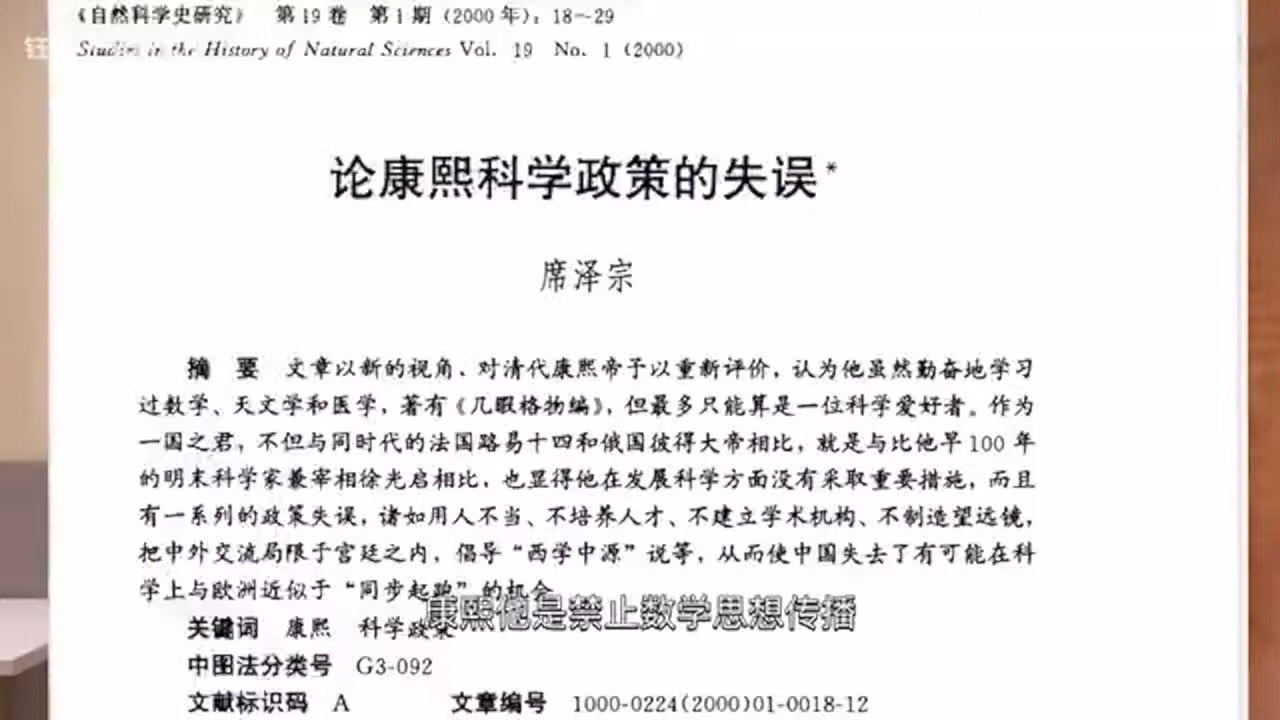 《自然科学史研究》 第19卷 第1期 (2000年): 18—29
Studies in the History of Natural Sciences Vol. 19 No. 1 (2000)
钰
论康熙科学政策的失误*
席泽宗
摘 要 文章以新的视角、对清代康熙帝予以重新评价,认为他虽然勤奋地学习
过数学、天文学和医学,著有《几暇格物编》,但最多只能算是一位科学爱好者。作为
一国之君,不但与同时代的法国路易十四和俄国彼得大帝相比,就是与比他早100年
的明末科学家兼宰相徐光启相比,也显得他在发展科学方面没有采取重要措施,而且
有一系列的政策失误,诸如用人不当、不培养人才、不建立学术机构、不制造望远镜,
把中外交流局限于宫廷之内,倡导“西学中源”说等,从而使中国失去了有可能在科
学上与欧洲近似于“同步起跑”的机会
康熙他是禁止数学思想传播
关键词 康熙 科学政策
中图法分类号 G3-092
文献标识码 A 文章编号 1000-0224(2000)01-0018-12